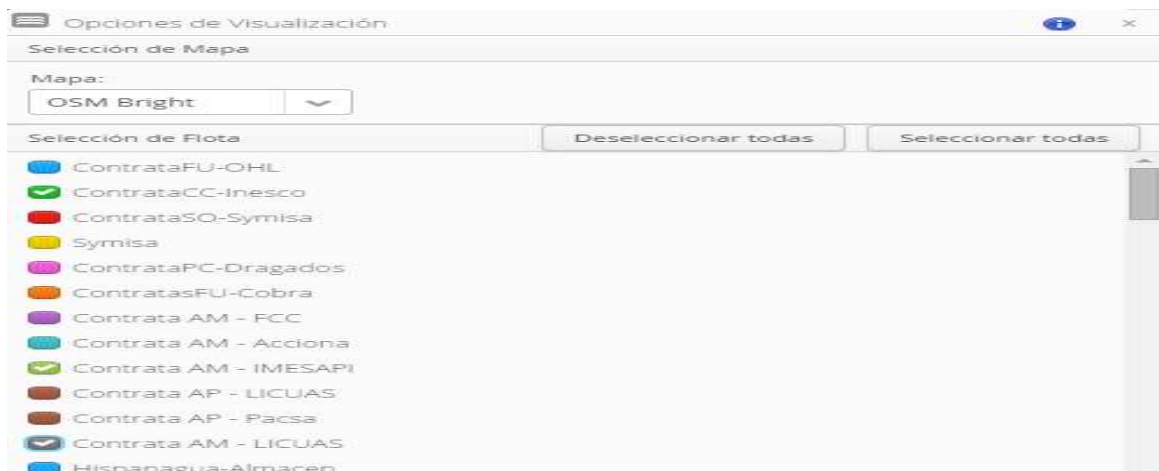 Opciones de Visualización
Selección de Mapa
Mapa:
OSM Bright
Selección de Flota Deseleccionar todas Seleccionar todas
ContrataFU-OHL
ContrataCC-Inesco
ContrataSO-Symisa
Symisa
ContrataPC-Dragados
ContratasFU-Cobra
Contrata AM - FCC
Contrata AM - Acciona
Contrata AM - IMESAPI
Contrata AP - LICUAS
Contrata AP - Pacsa
Contrata AM - LICUAS
Hispanagua-Almacen